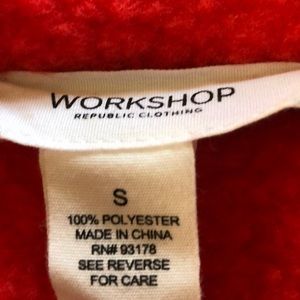 WORKSHOP
REPUBLIC CLOTHING
S
100% POLYESTER
MADE IN CHINA
RN# 93178
SEE REVERSE
FOR CARE